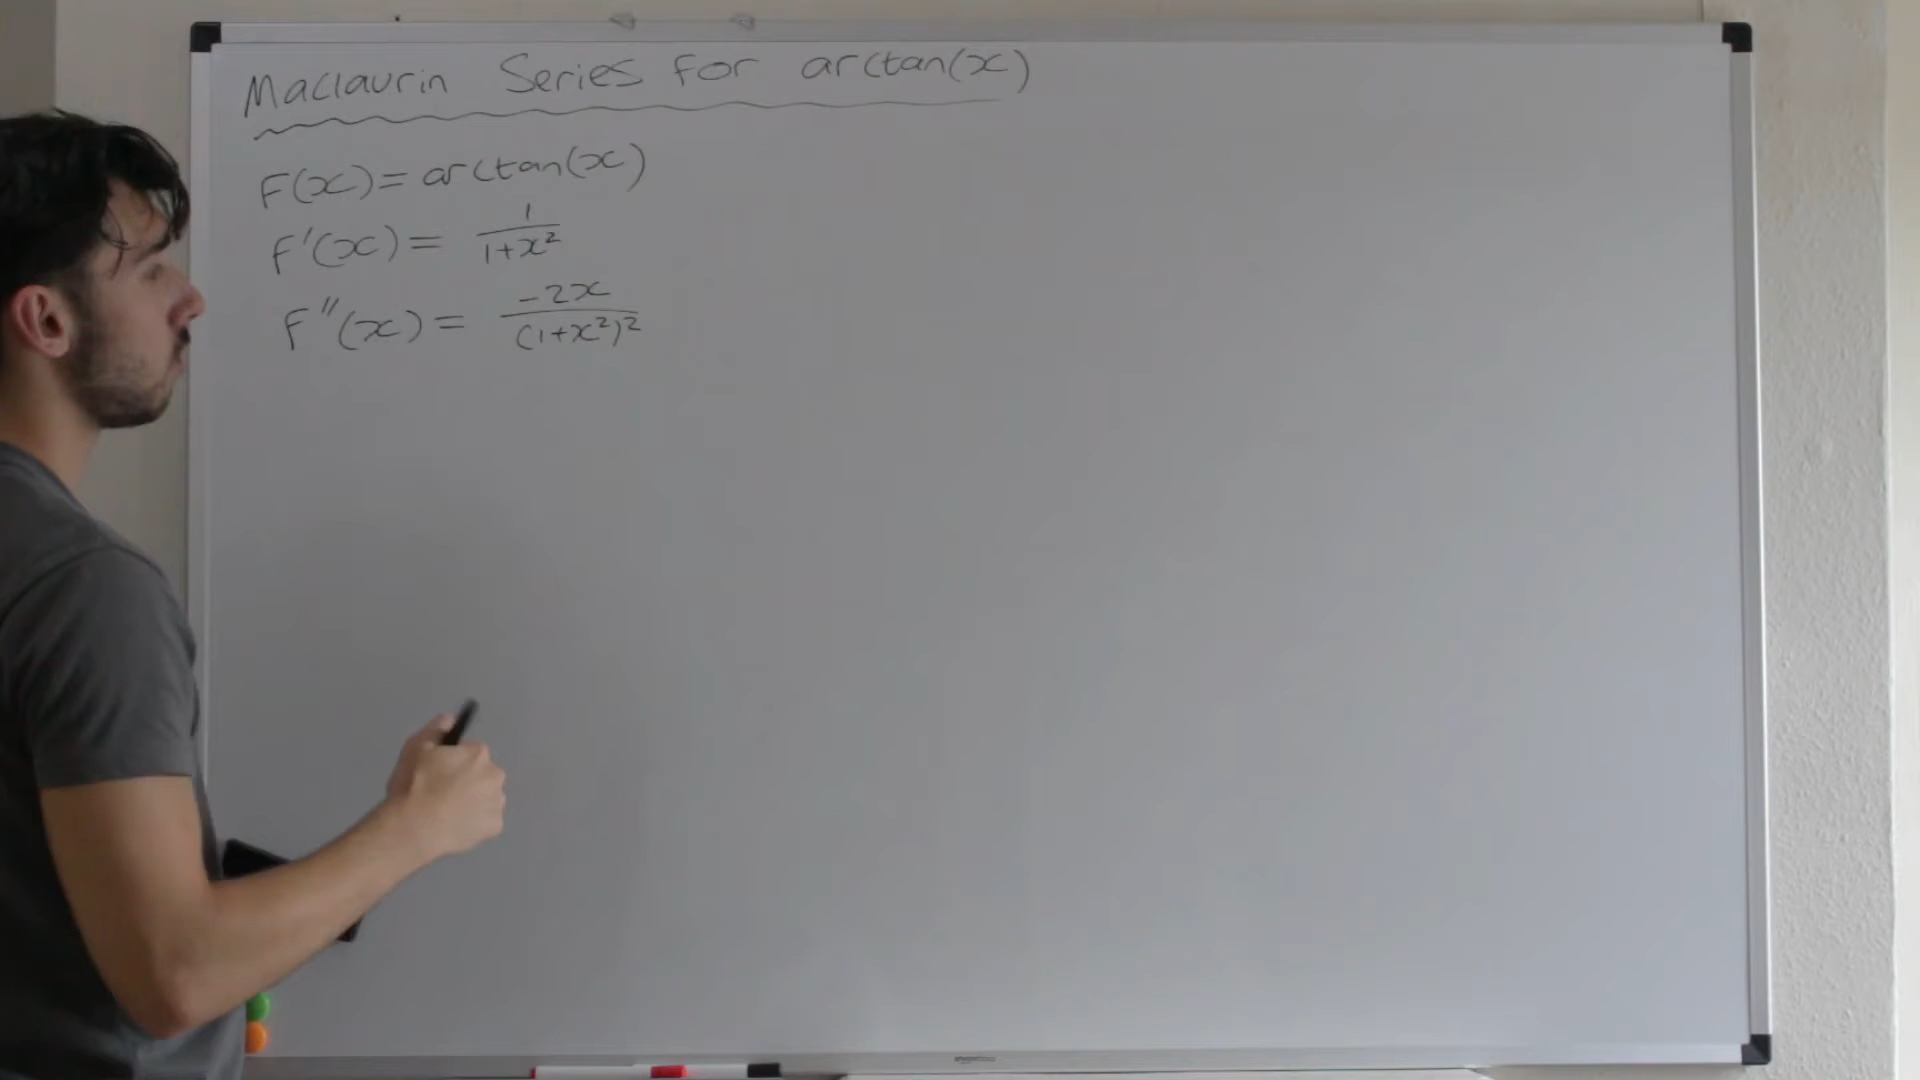 Maclaurin Series For arctan(x)
F(x) = arctan(x)
F'(x) = 1/(1+x²)
F''(x) = -2x/(1+x²)²